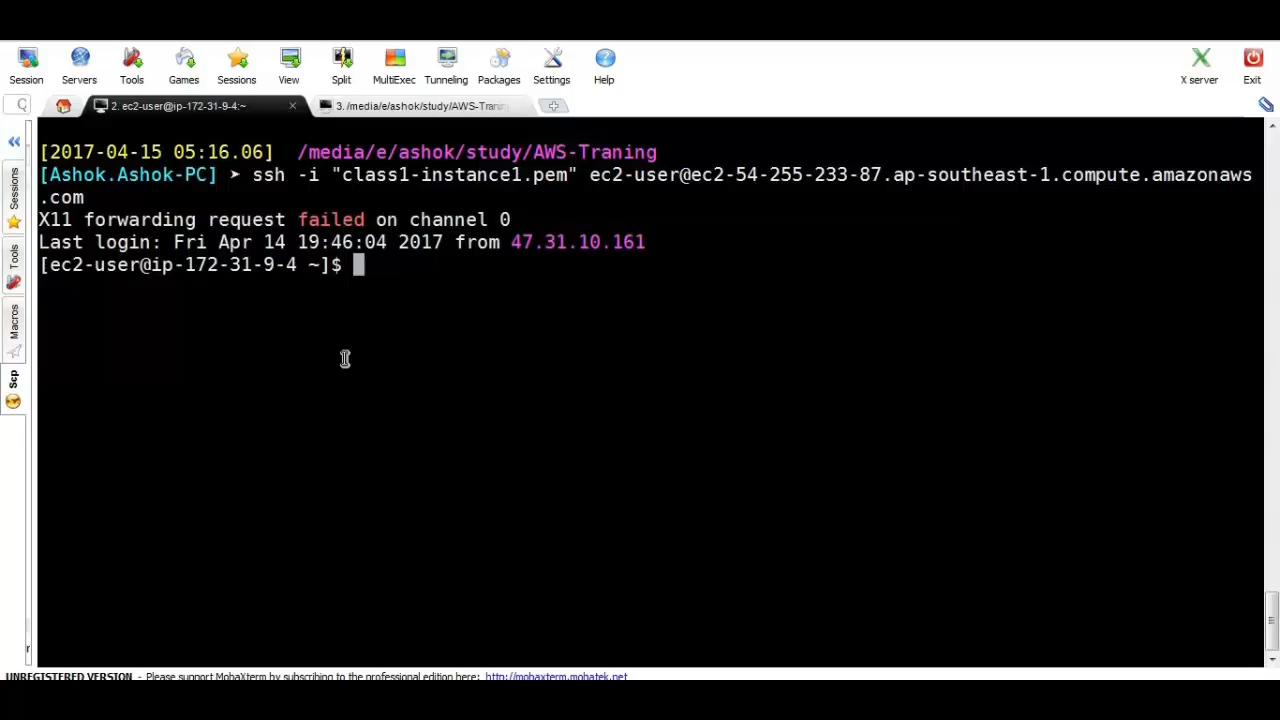 Session Servers Tools Games Sessions View Split MultiExec Tunneling Packages Settings Help X server Exit
2. ec2-user@ip-172-31-9-4:~ 3. /media/e/ashok/study/AWS-Tranin
Sessions
Tools
Macros
Scp
[2017-04-15 05:16.06] /media/e/ashok/study/AWS-Traning
[Ashok.Ashok-PC] ➤ ssh -i "class1-instance1.pem" ec2-user@ec2-54-255-233-87.ap-southeast-1.compute.amazonaws
.com
X11 forwarding request failed on channel 0
Last login: Fri Apr 14 19:46:04 2017 from 47.31.10.161
[ec2-user@ip-172-31-9-4 ~]$
UNREGISTERED VERSION - Please support MobaXterm by subscribing to the professional edition here: http://mobaxterm.mobatek.net